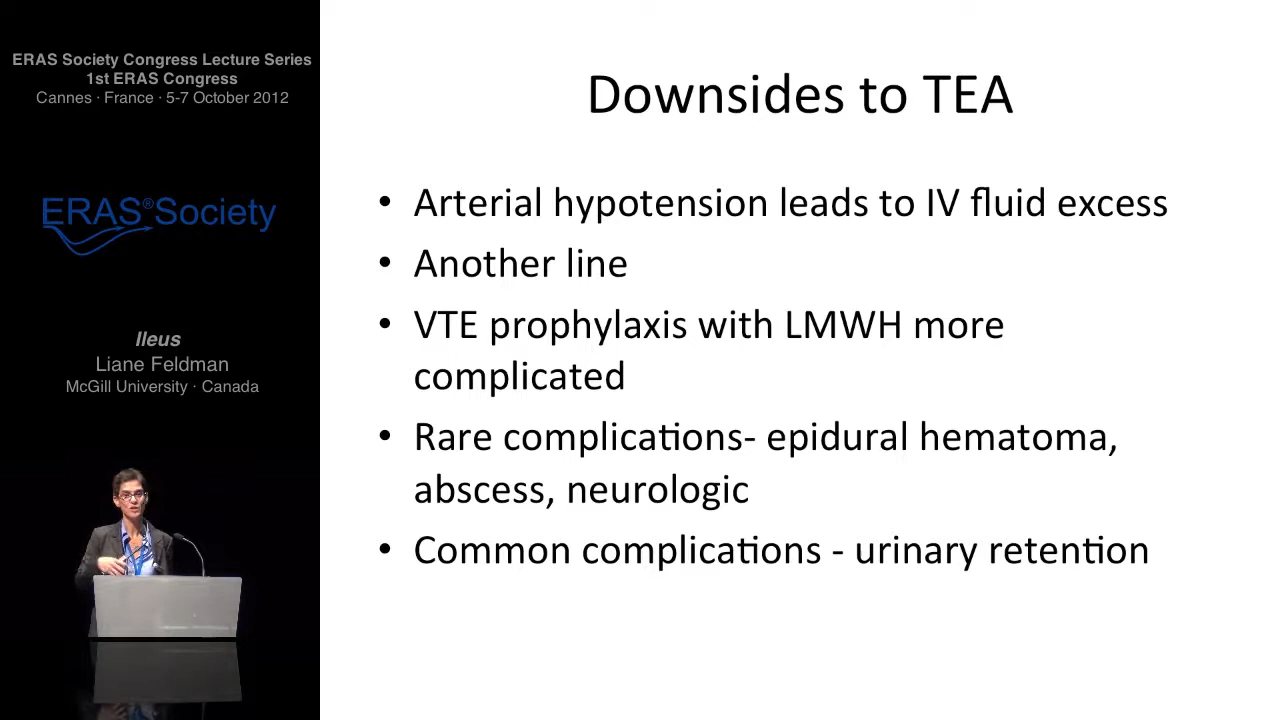 ERAS Society Congress Lecture Series
1st ERAS Congress
Cannes · France · 5-7 October 2012
ERAS®Society
Ileus
Liane Feldman
McGill University · Canada
Downsides to TEA
• Arterial hypotension leads to IV fluid excess
• Another line
• VTE prophylaxis with LMWH more
complicated
• Rare complications- epidural hematoma,
abscess, neurologic
• Common complications - urinary retention